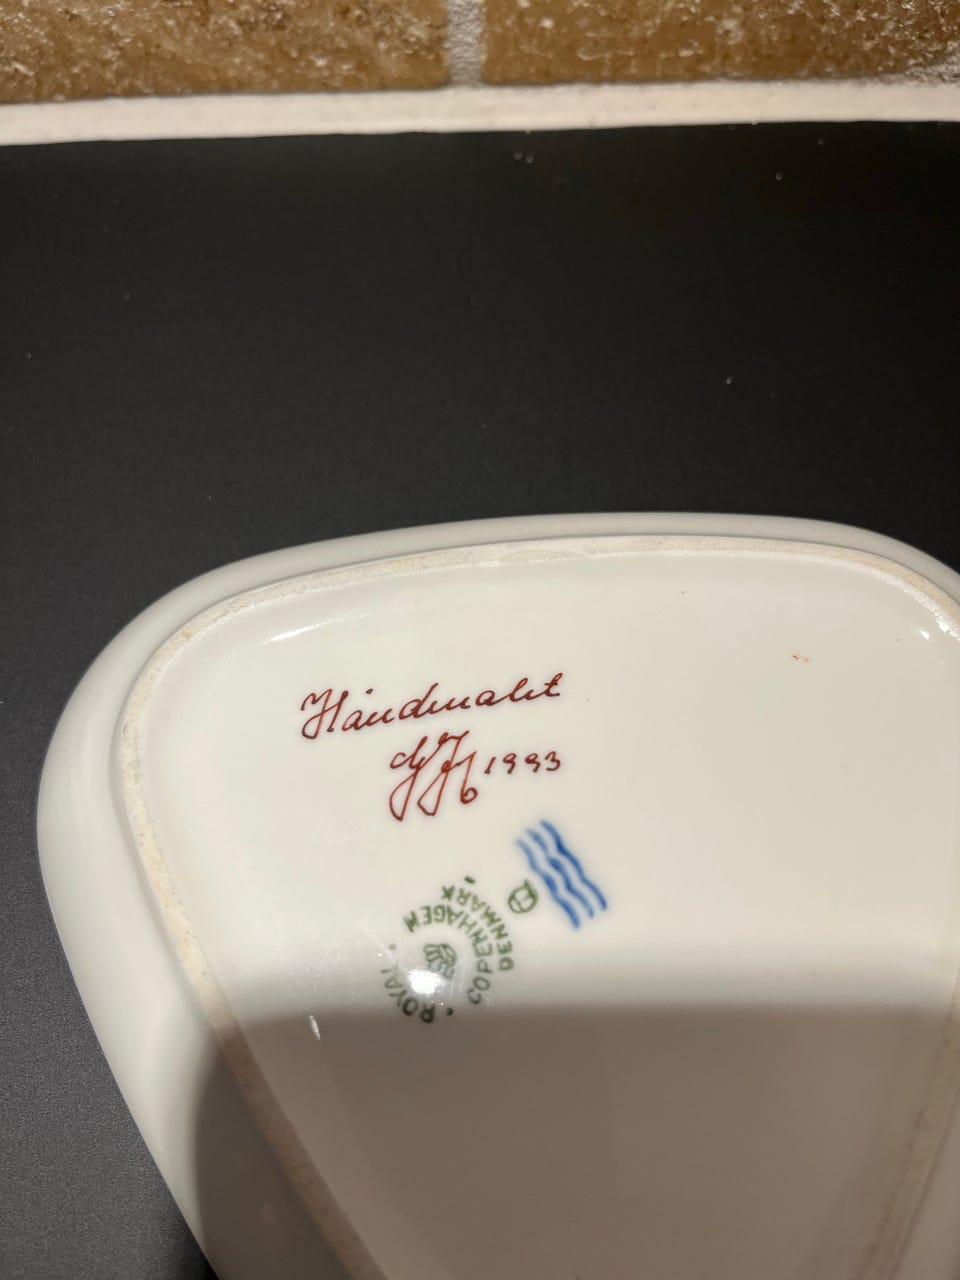 Håndmalet
1993
ROYAL
COPENHAGEN
DENMARK